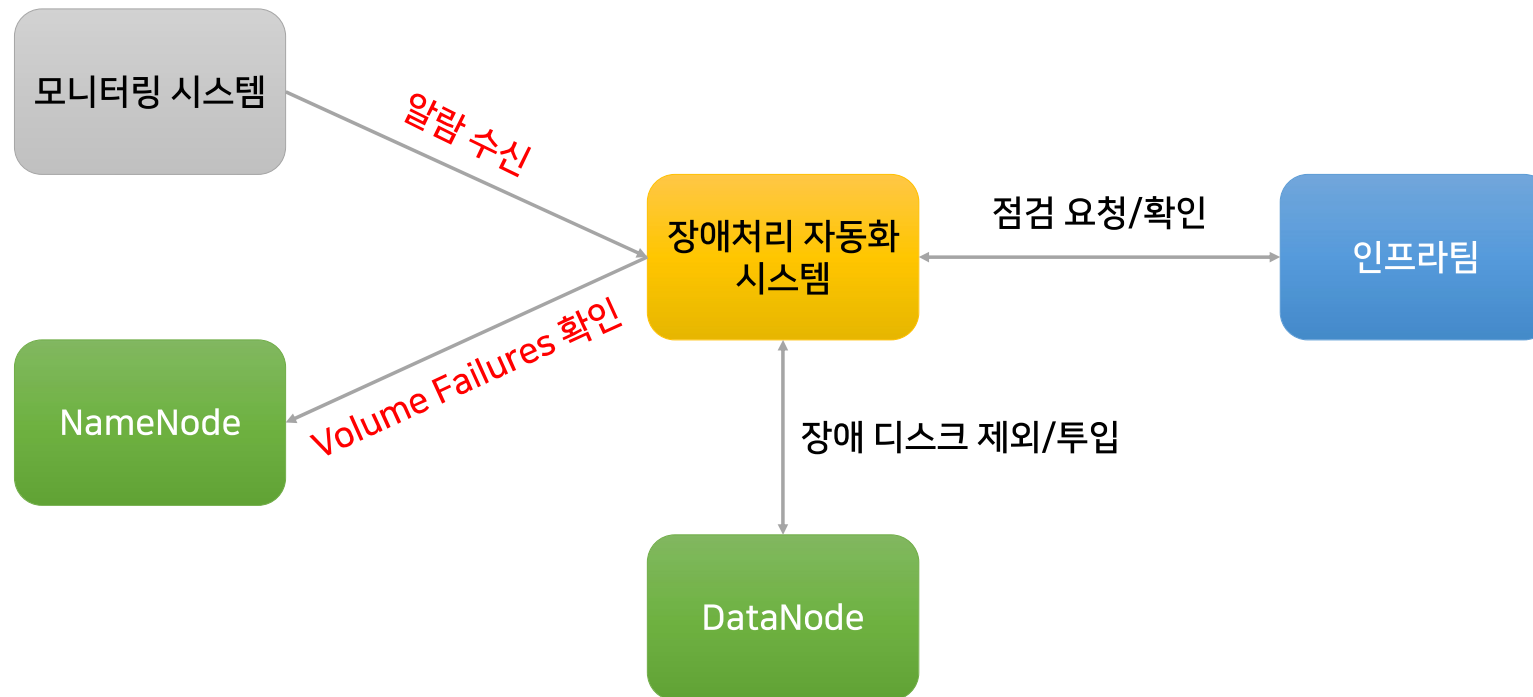 모니터링 시스템
알람 수신
장애처리 자동화
시스템
점검 요청/확인
인프라팀
Volume Failures 확인
NameNode
장애 디스크 제외/투입
DataNode